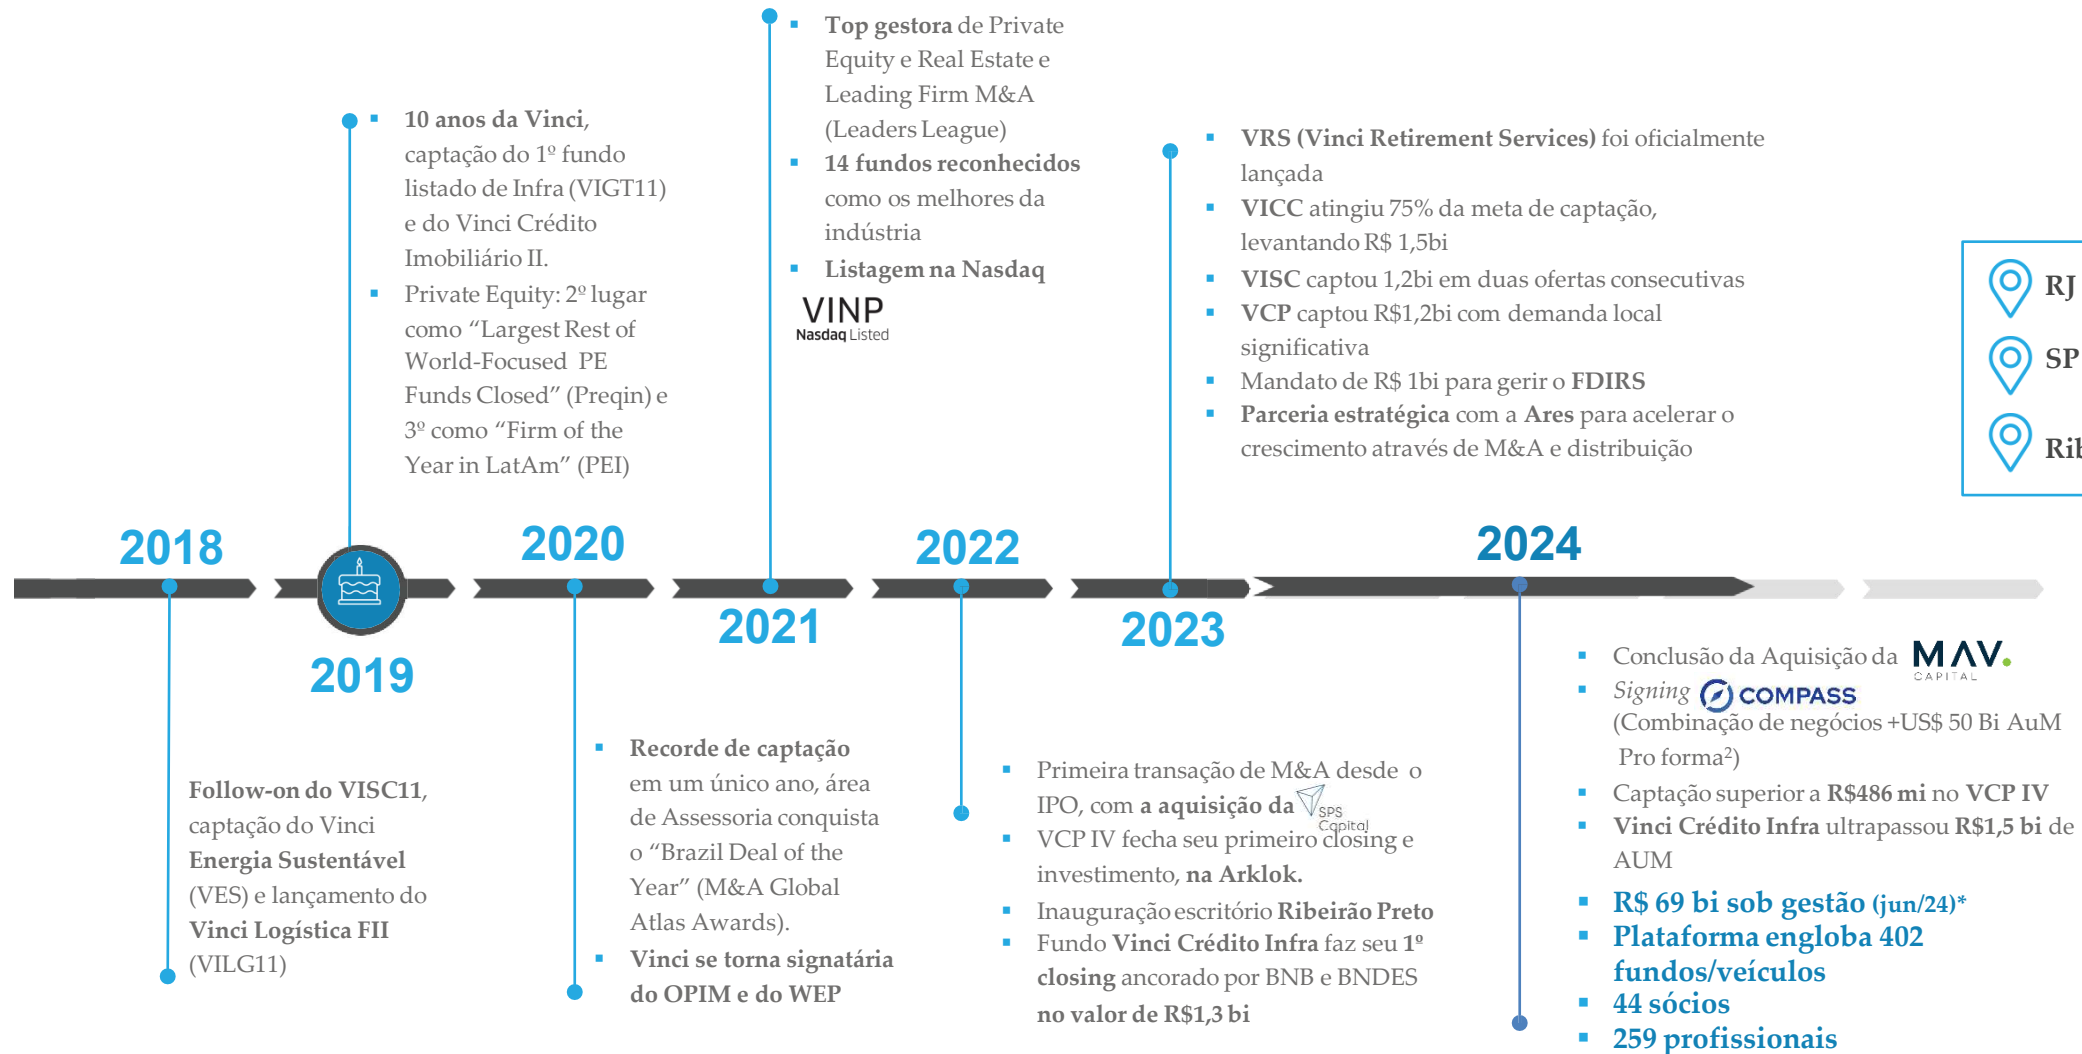 2018
Follow-on do VISC11,
captação do Vinci
Energia Sustentável
(VES) e lançamento do
Vinci Logística FII
(VILG11)
10 anos da Vinci,
captação do 1º fundo
listado de Infra (VIGT11)
e do Vinci Crédito
Imobiliário II.
Private Equity: 2º lugar
como “Largest Rest of
World-Focused PE
Funds Closed” (Preqin) e
3º como “Firm of the
Year in LatAm” (PEI)
2019
2020
Recorde de captação
em um único ano, área
de Assessoria conquista
o “Brazil Deal of the
Year” (M&A Global
Atlas Awards).
Vinci se torna signatária
do OPIM e do WEP
Top gestora de Private
Equity e Real Estate e
Leading Firm M&A
(Leaders League)
14 fundos reconhecidos
como os melhores da
indústria
Listagem na Nasdaq
VINP
Nasdaq Listed
2021
2022
Primeira transação de M&A desde o
IPO, com a aquisição da SPS Capital
VCP IV fecha seu primeiro closing e
investimento, na Arklok.
Inauguração escritório Ribeirão Preto
Fundo Vinci Crédito Infra faz seu 1º
closing ancorado por BNB e BNDES
no valor de R$1,3 bi
VRS (Vinci Retirement Services) foi oficialmente
lançada
VICC atingiu 75% da meta de captação,
levantando R$ 1,5bi
VISC captou 1,2bi em duas ofertas consecutivas
VCP captou R$1,2bi com demanda local
significativa
Mandato de R$ 1bi para gerir o FDIRS
Parceria estratégica com a Ares para acelerar o
crescimento através de M&A e distribuição
2023
2024
Conclusão da Aquisição da MAV. CAPITAL
Signing COMPASS
(Combinação de negócios +US$ 50 Bi AuM
Pro forma²)
Captação superior a R$486 mi no VCP IV
Vinci Crédito Infra ultrapassou R$1,5 bi de
AUM
R$ 69 bi sob gestão (jun/24)*
Plataforma engloba 402
fundos/veículos
44 sócios
259 profissionais
RJ
SP